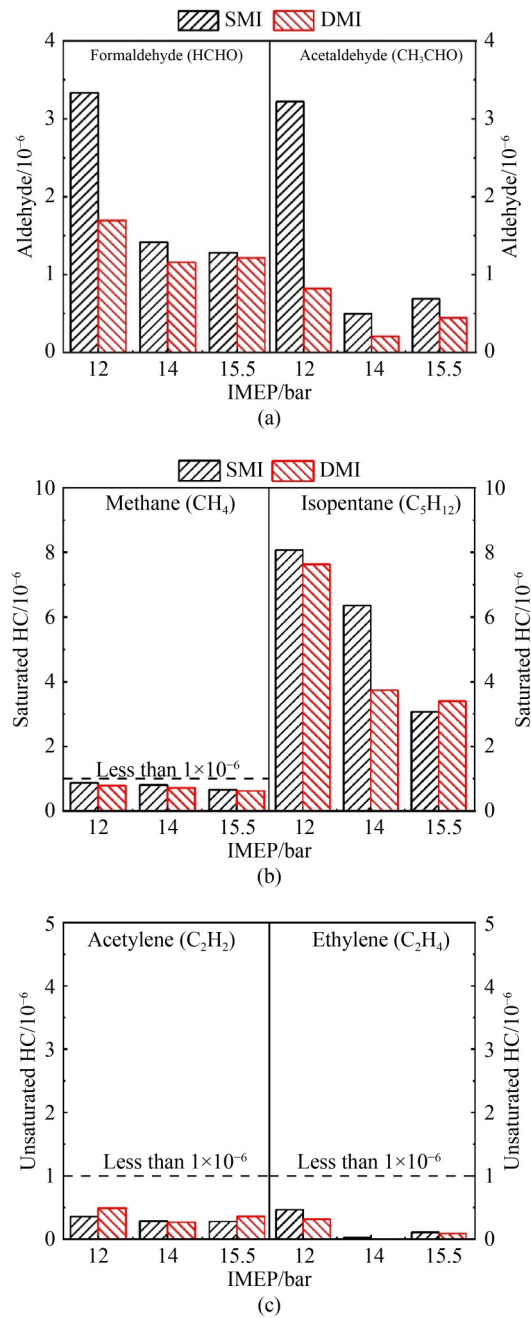 SMI DMI
Formaldehyde (HCHO) Acetaldehyde (CH₃CHO)
4 4
3 3
2 2
1 1
0 0
Aldehyde/10⁻⁶ Aldehyde/10⁻⁶
12 14 15.5 12 14 15.5
IMEP/bar
(a)
SMI DMI
Methane (CH₄) Isopentane (C₅H₁₂)
10 10
8 8
6 6
4 4
2 2
0 0
Saturated HC/10⁻⁶ Saturated HC/10⁻⁶
Less than 1×10⁻⁶
12 14 15.5 12 14 15.5
IMEP/bar
(b)
Acetylene (C₂H₂) Ethylene (C₂H₄)
5 5
4 4
3 3
2 2
1 1
0 0
Unsaturated HC/10⁻⁶ Unsaturated HC/10⁻⁶
Less than 1×10⁻⁶ Less than 1×10⁻⁶
12 14 15.5 12 14 15.5
IMEP/bar
(c)